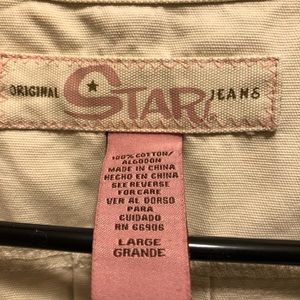 ORIGINAL STAR JEANS
100% COTTON/
ALGODON
MADE IN CHINA
HECHO EN CHINA
SEE REVERSE
FOR CARE
VER AL DORSO
PARA
CUIDADO
RN 66906
LARGE
GRANDE